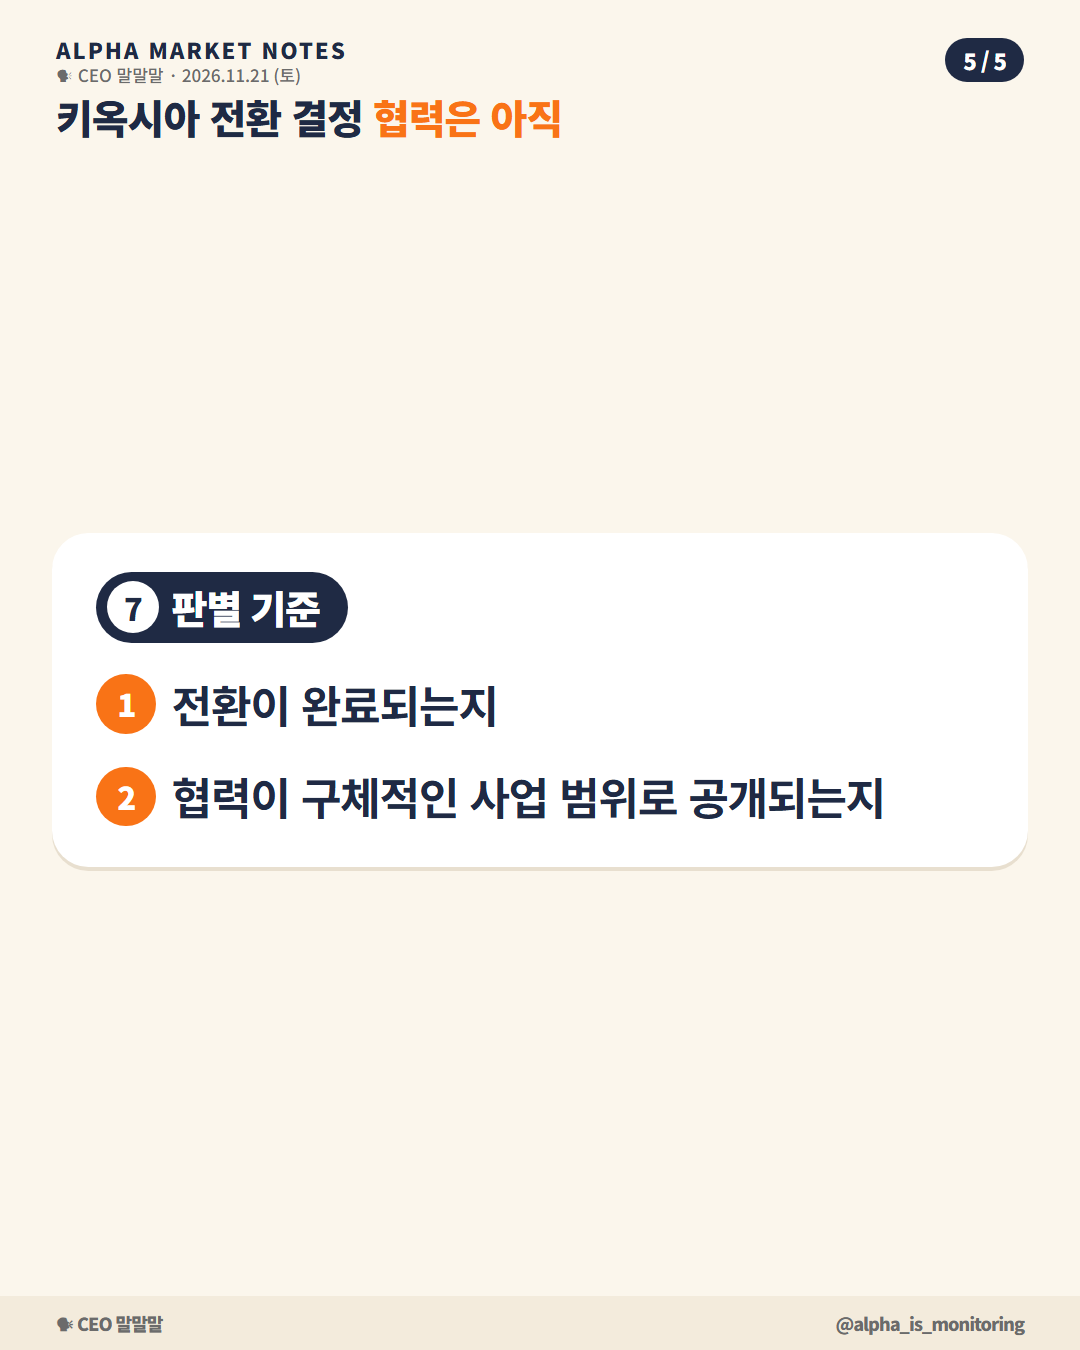 ALPHA MARKET NOTES
🗣 CEO 말말말 · 2026.11.21 (토)
키옥시아 전환 결정 협력은 아직
5 / 5
7 판별 기준
1 전환이 완료되는지
2 협력이 구체적인 사업 범위로 공개되는지
🗣 CEO 말말말
@alpha_is_monitoring